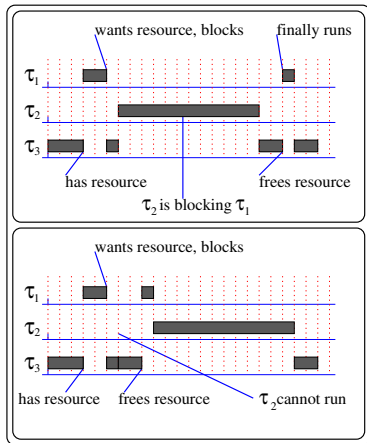 wants resource, blocks
finally runs
τ1
τ2
τ3
has resource
frees resource
τ2 is blocking τ1
wants resource, blocks
τ1
τ2
τ3
has resource
frees resource
τ2 cannot run